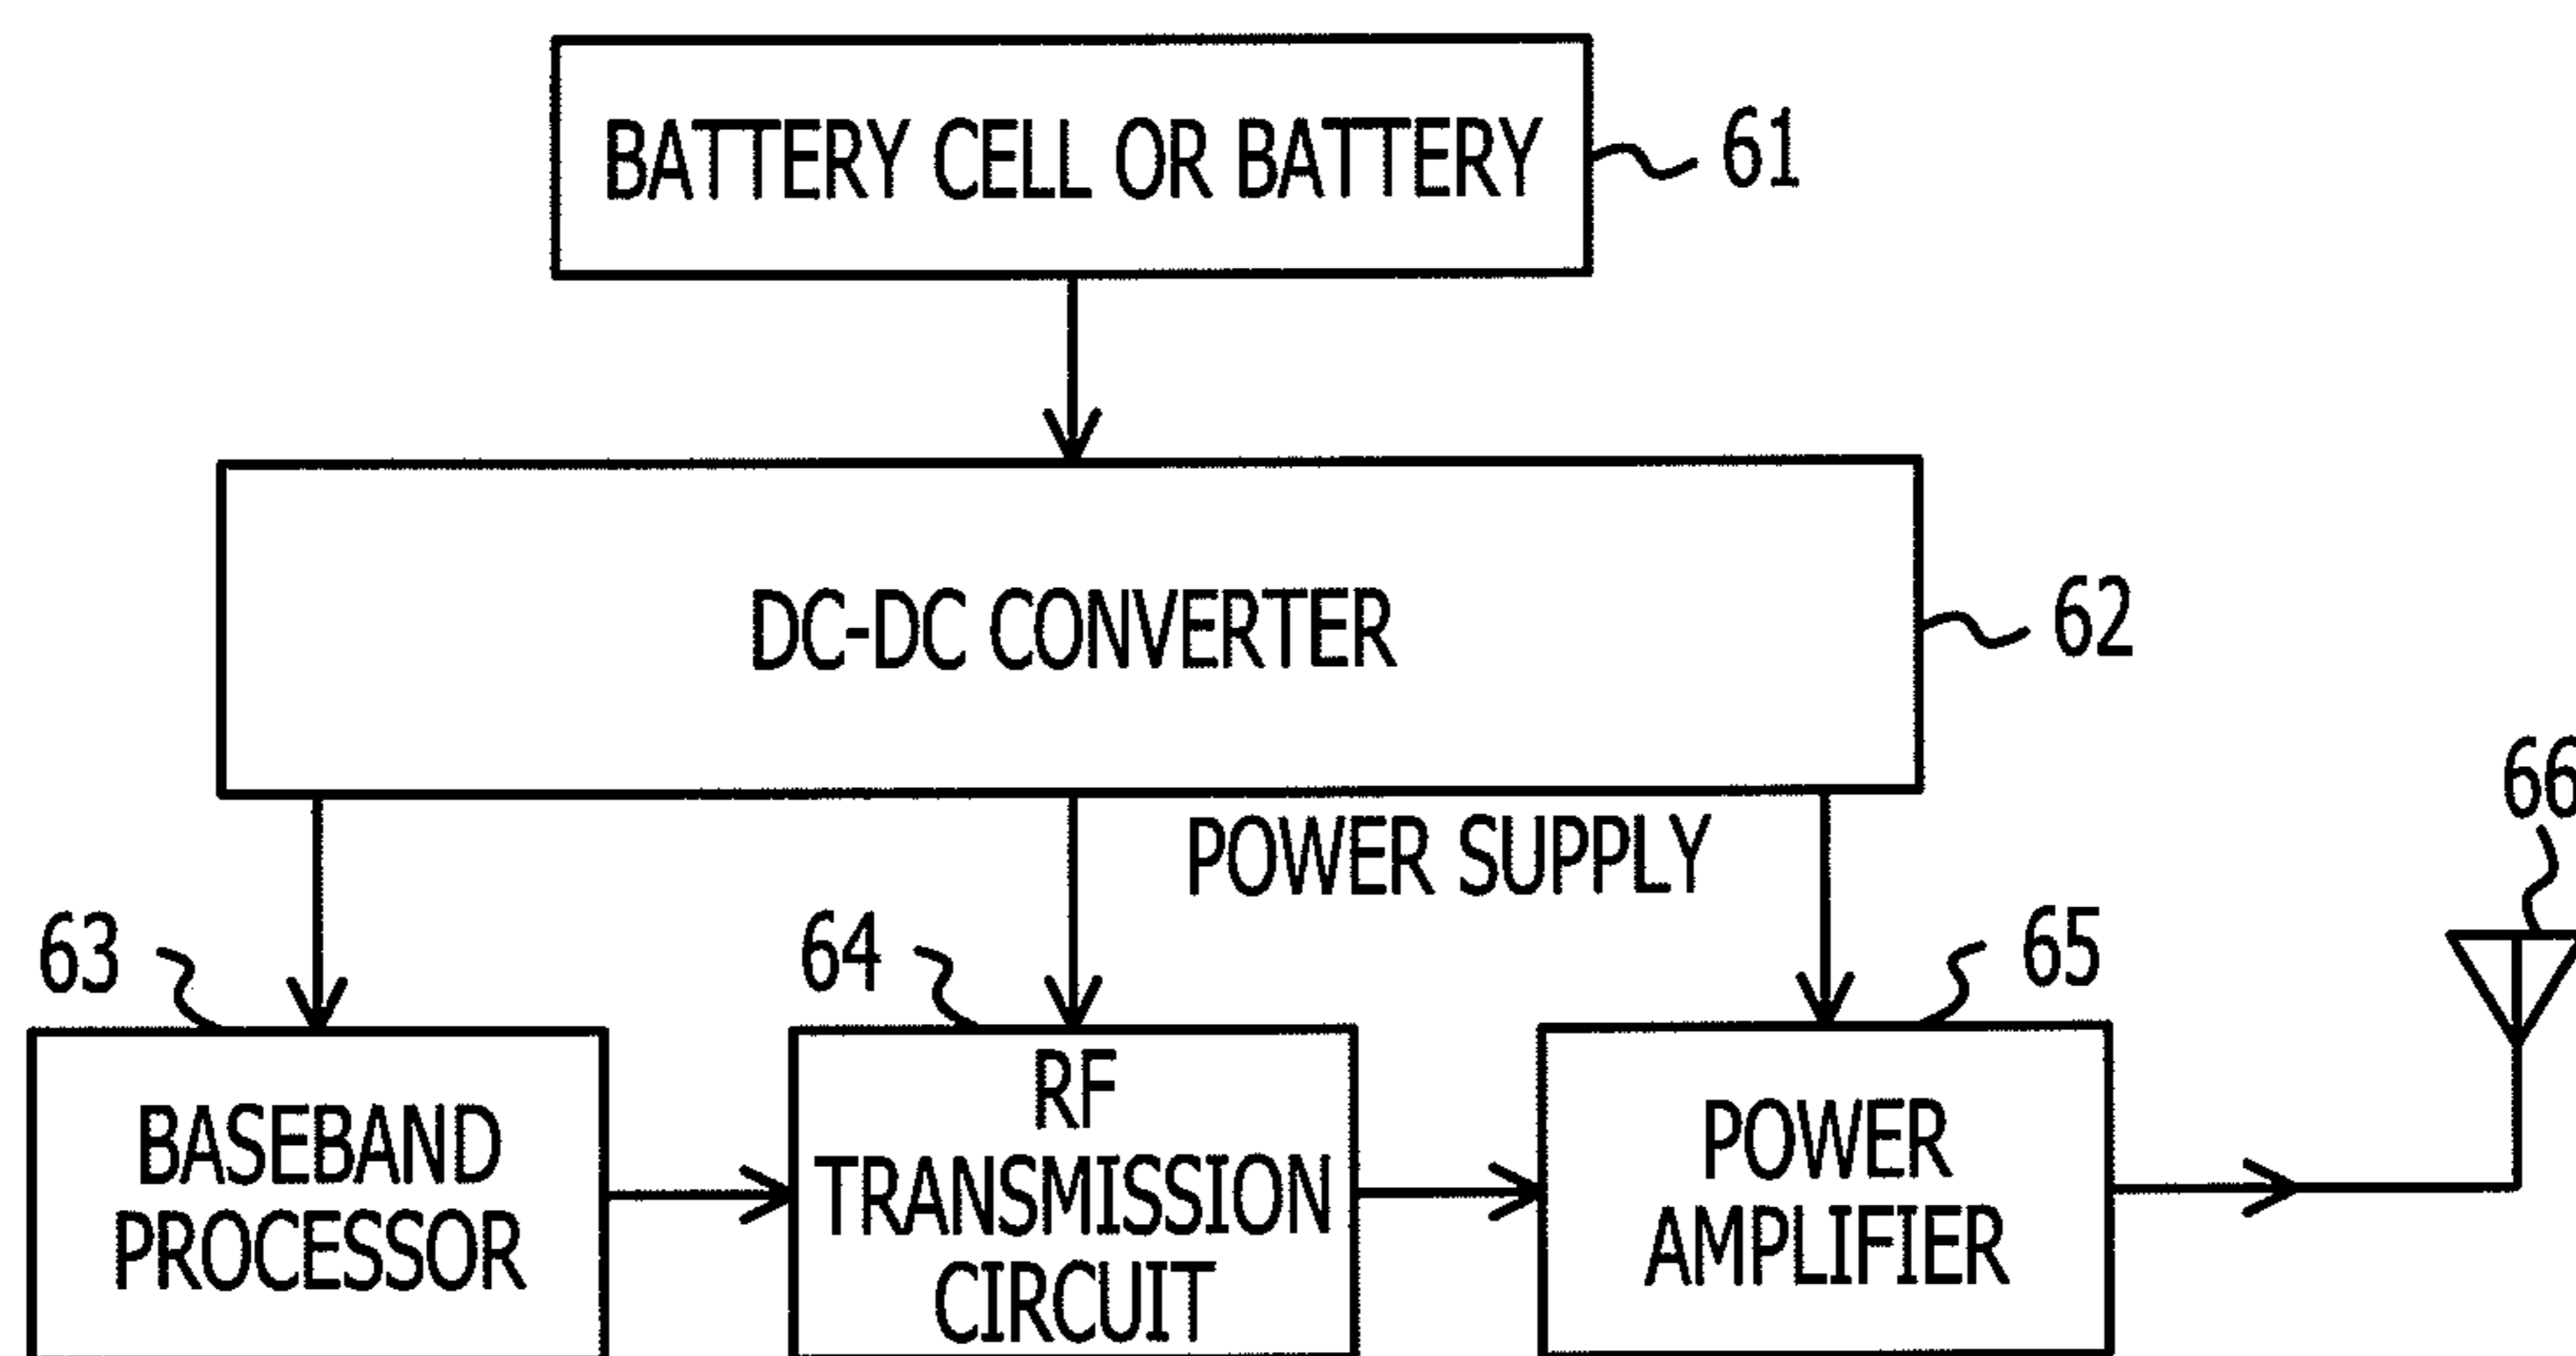 BATTERY CELL OR BATTERY
61
DC-DC CONVERTER
62
POWER SUPPLY
66
63
64
65
BASEBAND
PROCESSOR
RF
TRANSMISSION
CIRCUIT
POWER
AMPLIFIER